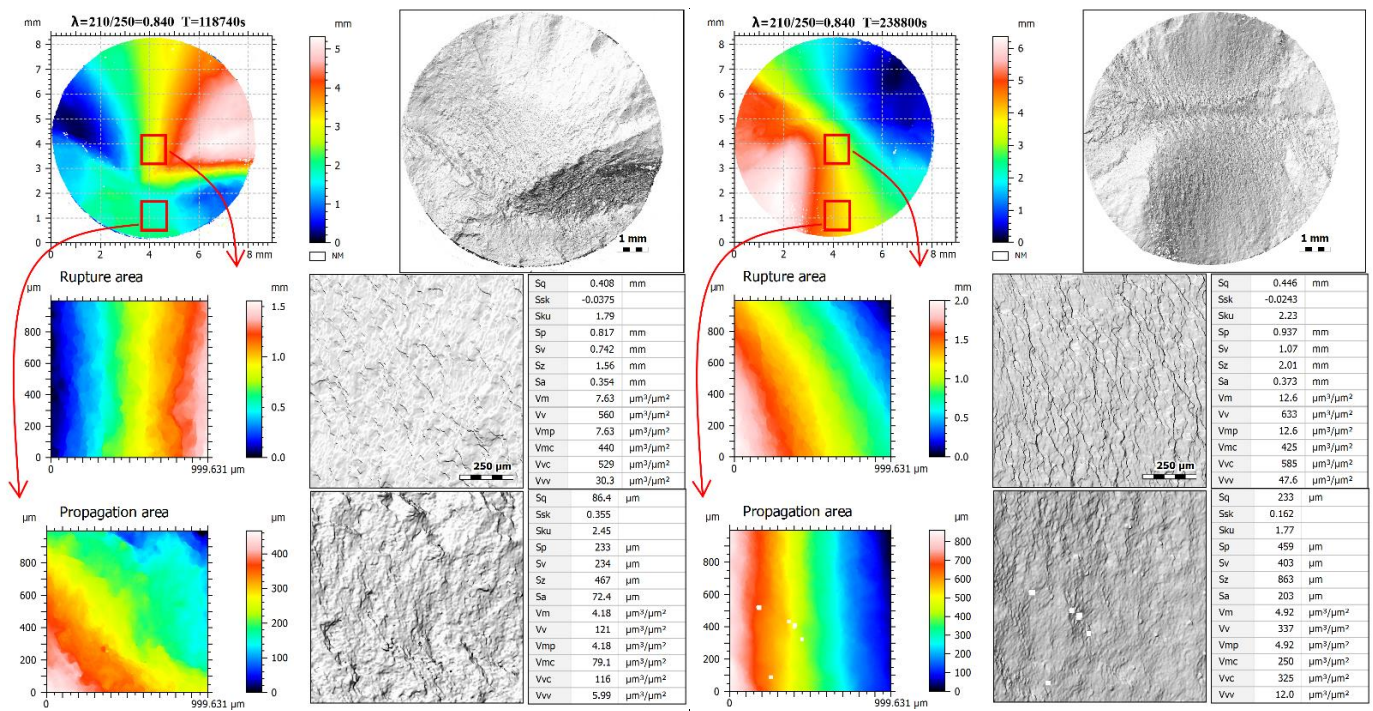 λ=210/250=0.840 T=118740s
mm
8
7
6
5
4
3
2
1
0
0 2 4 6 8 mm
mm
5
4
3
2
1
0
NM
1 mm
Rupture area
µm
800
600
400
200
0
0 999.631 µm
mm
1.5
1.0
0.5
0.0
250 µm
Sq 0.408 mm
Ssk -0.0375
Sku 1.79
Sp 0.817 mm
Sv 0.742 mm
Sz 1.56 mm
Sa 0.354 mm
Vm 7.63 µm³/µm²
Vv 560 µm³/µm²
Vmp 7.63 µm³/µm²
Vmc 440 µm³/µm²
Vvc 529 µm³/µm²
Vvv 30.3 µm³/µm²
Propagation area
µm
800
600
400
200
0
0 999.631 µm
µm
400
300
200
100
0
Sq 86.4 µm
Ssk 0.355
Sku 2.45
Sp 233 µm
Sv 234 µm
Sz 467 µm
Sa 72.4 µm
Vm 4.18 µm³/µm²
Vv 121 µm³/µm²
Vmp 4.18 µm³/µm²
Vmc 79.1 µm³/µm²
Vvc 116 µm³/µm²
Vvv 5.99 µm³/µm²
λ=210/250=0.840 T=238800s
mm
8
7
6
5
4
3
2
1
0
0 2 4 6 8 mm
mm
6
5
4
3
2
1
0
NM
1 mm
Rupture area
µm
800
600
400
200
0
0 999.631 µm
mm
2.0
1.5
1.0
0.5
0.0
250 µm
Sq 0.446 mm
Ssk -0.0243
Sku 2.23
Sp 0.937 mm
Sv 1.07 mm
Sz 2.01 mm
Sa 0.373 mm
Vm 12.6 µm³/µm²
Vv 633 µm³/µm²
Vmp 12.6 µm³/µm²
Vmc 425 µm³/µm²
Vvc 585 µm³/µm²
Vvv 47.6 µm³/µm²
Propagation area
µm
800
600
400
200
0
0 999.631 µm
µm
800
700
600
500
400
300
200
100
0
Sq 233 µm
Ssk 0.162
Sku 1.77
Sp 459 µm
Sv 403 µm
Sz 863 µm
Sa 203 µm
Vm 4.92 µm³/µm²
Vv 337 µm³/µm²
Vmp 4.92 µm³/µm²
Vmc 250 µm³/µm²
Vvc 325 µm³/µm²
Vvv 12.0 µm³/µm²